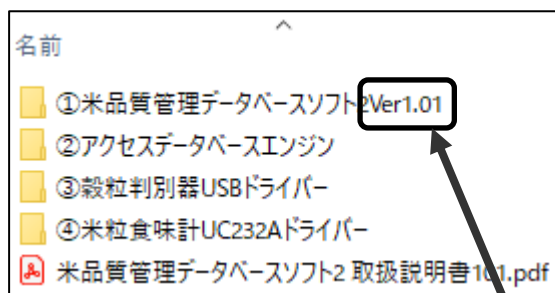 名前
①米品質管理データベースソフト2Ver1.01
②アクセスデータベースエンジン
③穀粒判別器USBドライバー
④米粒食味計UC232Aドライバー
米品質管理データベースソフト2 取扱説明書101.pdf